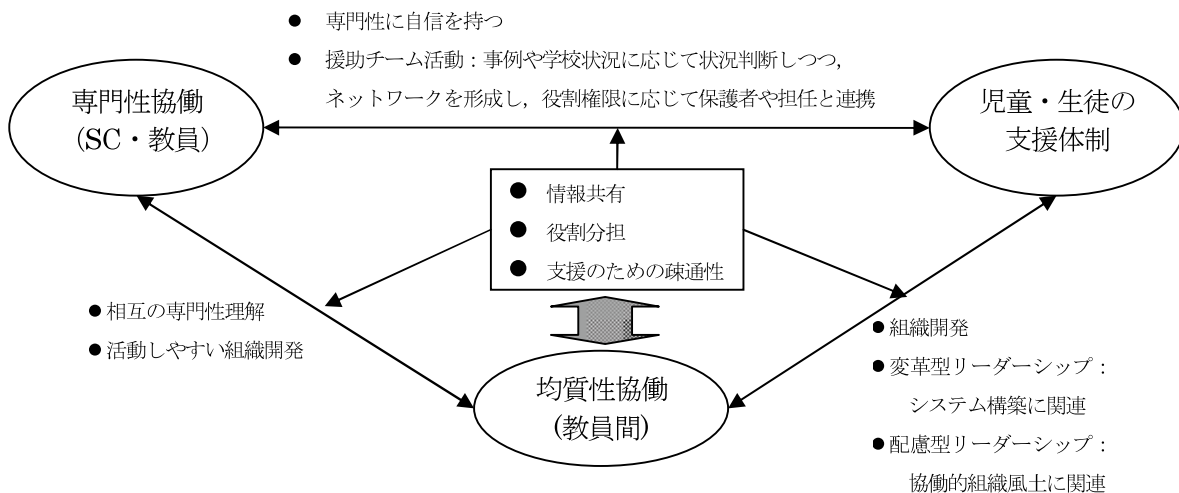 ● 専門性に自信を持つ
● 援助チーム活動：事例や学校状況に応じて状況判断しつつ，
ネットワークを形成し，役割権限に応じて保護者や担任と連携
専門性協働
（SC・教員）
児童・生徒の
支援体制
● 情報共有
● 役割分担
● 支援のための疎通性
● 相互の専門性理解
● 活動しやすい組織開発
均質性協働
(教員間)
● 組織開発
● 変革型リーダーシップ：
システム構築に関連
● 配慮型リーダーシップ：
協働的組織風土に関連